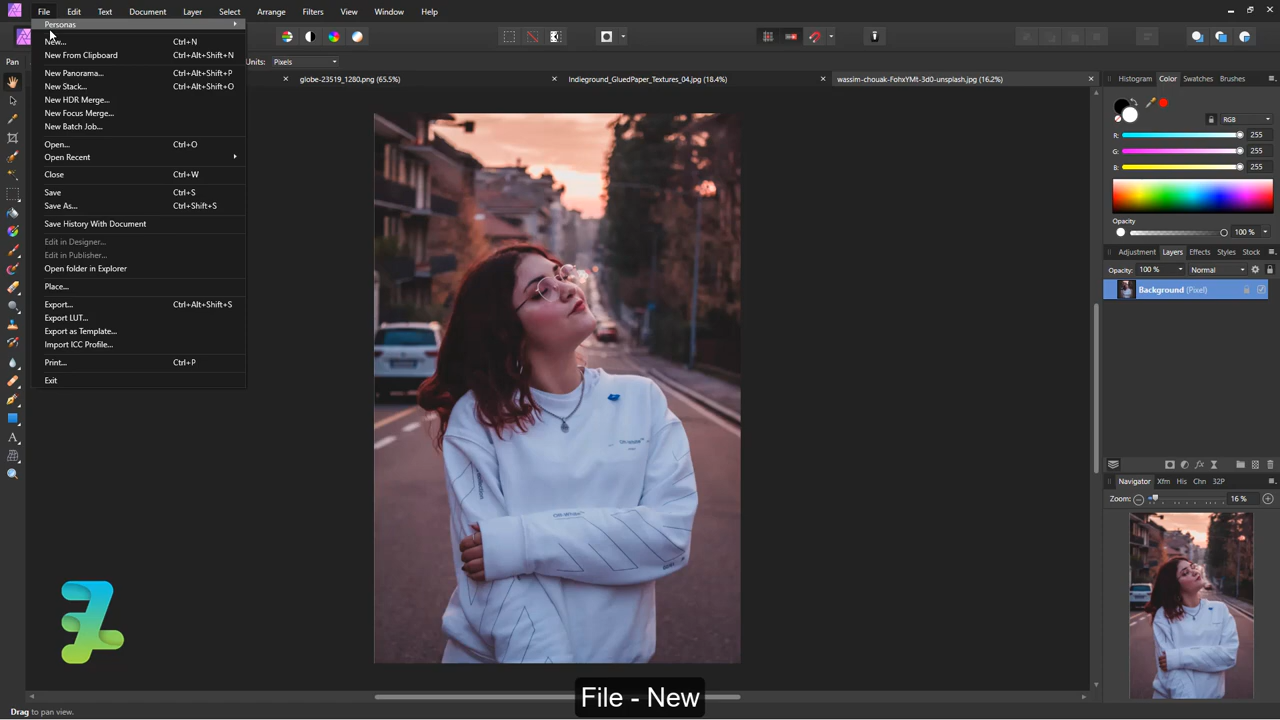 File Edit Text Document Layer Select Arrange Filters View Window Help
Personas
New... Ctrl+N
New From Clipboard Ctrl+Alt+Shift+N
New Panorama... Ctrl+Alt+Shift+P
New Stack... Ctrl+Alt+Shift+O
New HDR Merge...
New Focus Merge...
New Batch Job...
Open... Ctrl+O
Open Recent
Close Ctrl+W
Save Ctrl+S
Save As... Ctrl+Shift+S
Save History With Document
Edit in Designer...
Edit in Publisher...
Open folder in Explorer
Place...
Export... Ctrl+Alt+Shift+S
Export LUT...
Export as Template...
Import ICC Profile...
Print... Ctrl+P
Exit
Pan
Units: Pixels
globe-23519_1280.png (65.5%)
Indieground_GluedPaper_Textures_04.jpg (18.4%)
wassim-chouak-FohxYMt-3d0-unsplash.jpg (16.2%)
Histogram Color Swatches Brushes
RGB
R: 255
G: 255
B: 255
Opacity
100 %
Adjustment Layers Effects Styles Stock
Opacity: 100 % Normal
Background (Pixel)
Navigator Xfm His Chn 32P
Zoom: 16 %
File - New
Drag to pan view.